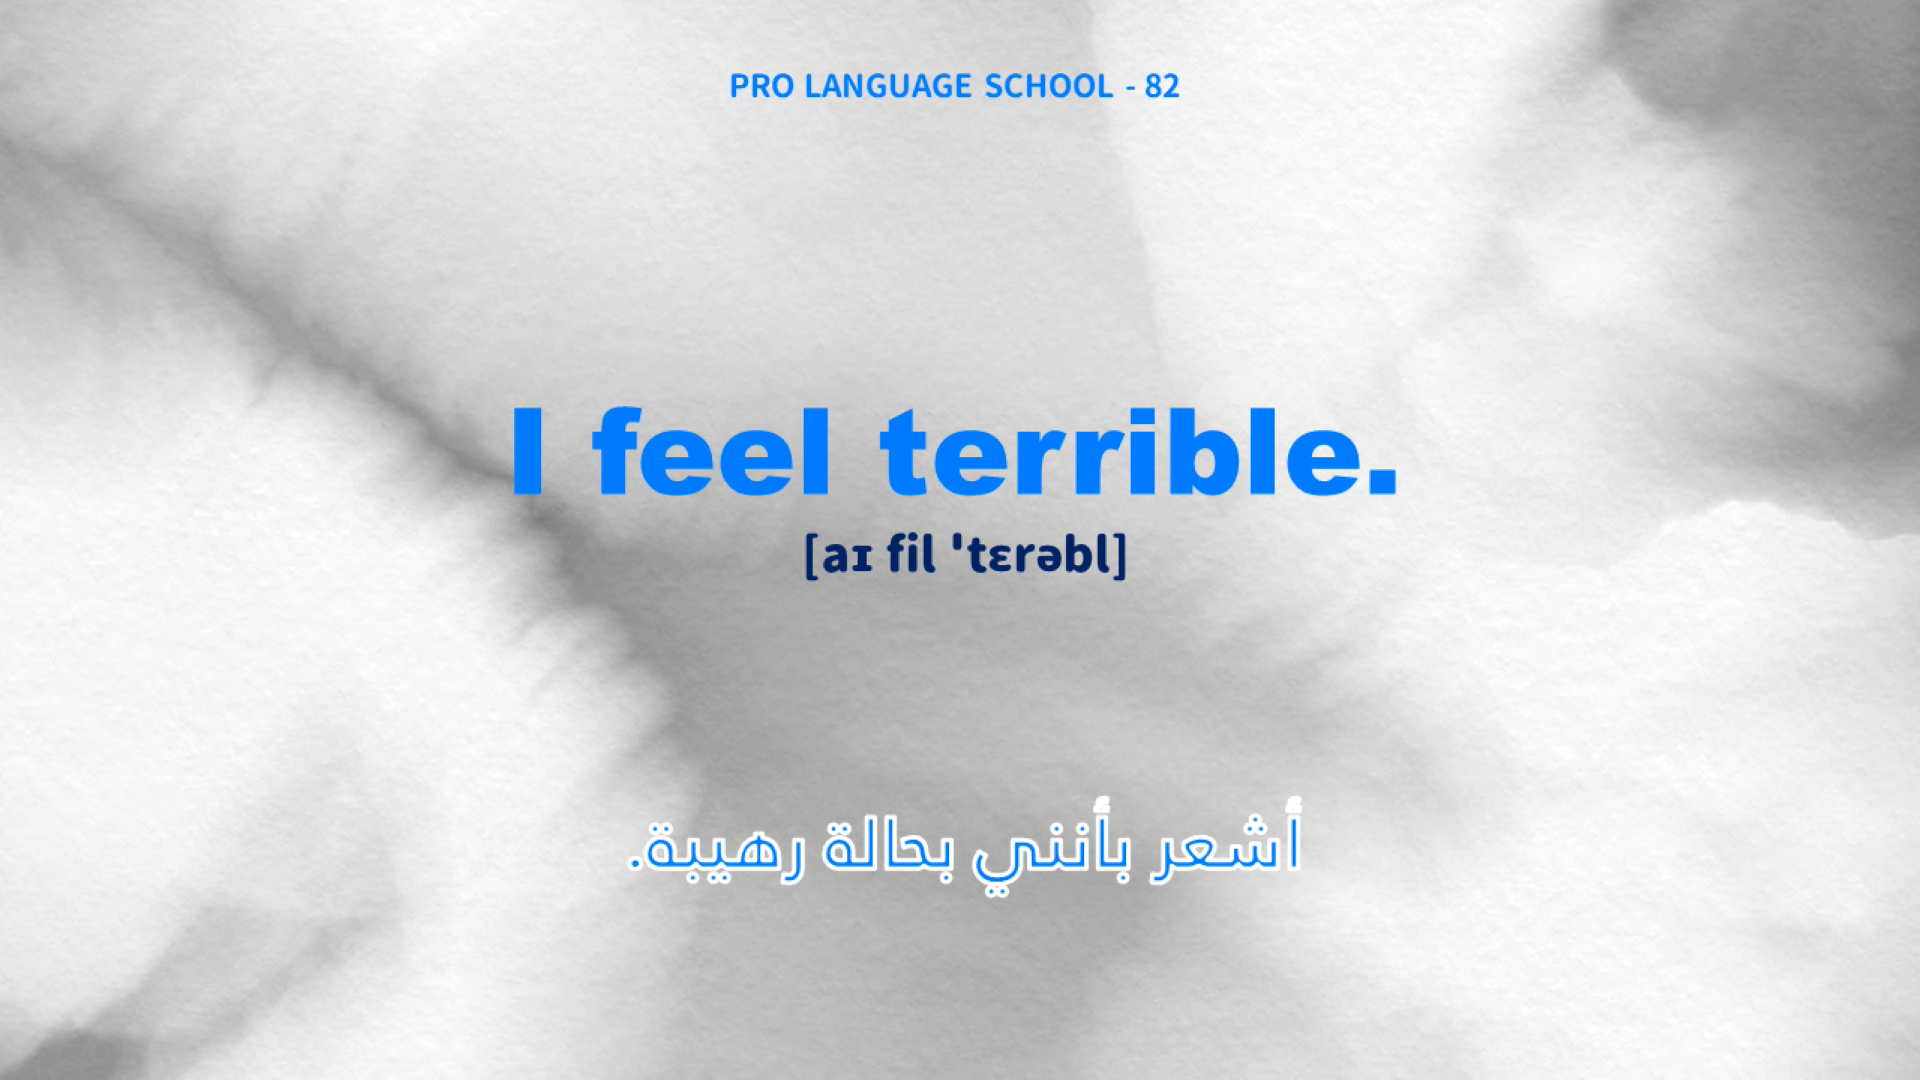 PRO LANGUAGE SCHOOL - 82
I feel terrible.
[aɪ fil ˈtɛrəbl]
أشعر بأنني بحالة رهيبة.